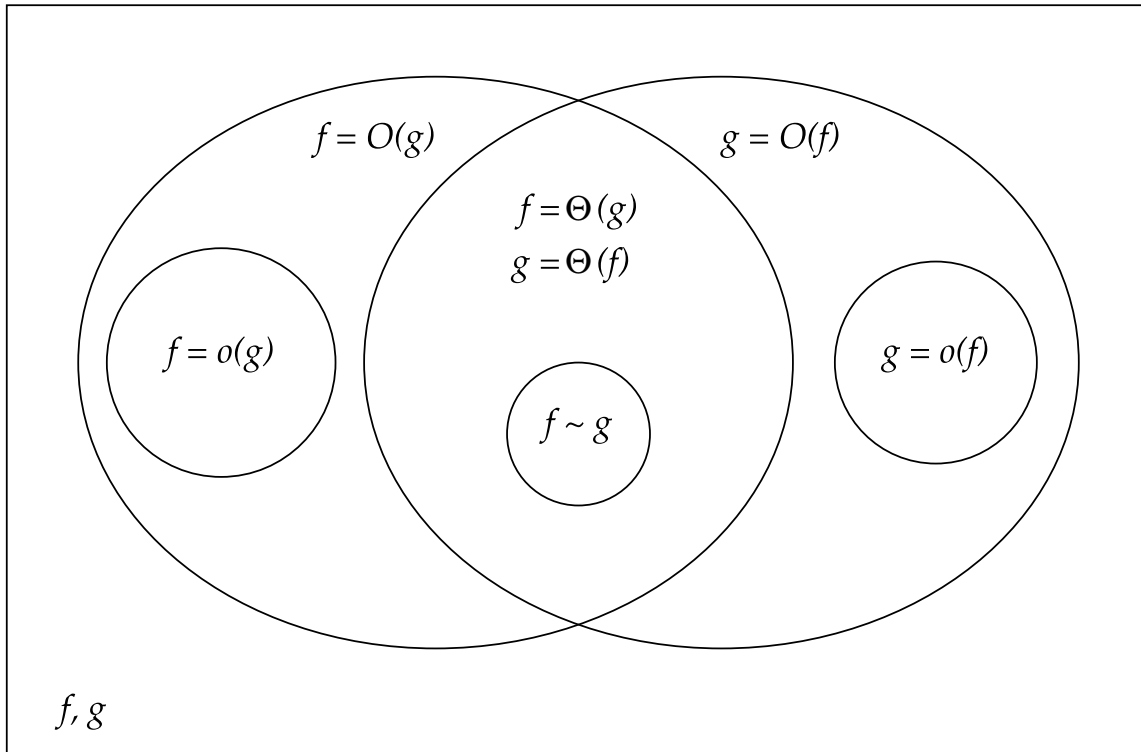 f = O(g)
g = O(f)
f = Θ(g)
g = Θ(f)
f = o(g)
g = o(f)
f ~ g
f, g